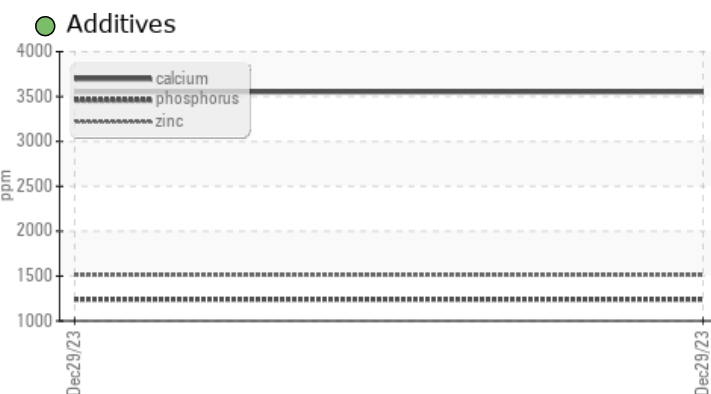 Additives
4000
3500
3000
2500
2000
1500
1000
ppm
calcium
phosphorus
zinc
Dec29/23
Dec29/23